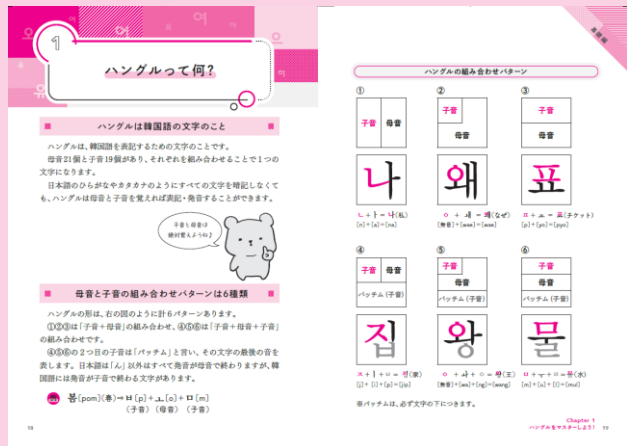 1
ハングルって何?
ハングルは韓国語の文字のこと
ハングルは、韓国語を表記するための文字のことです。
母音21個と子音19個があり、それぞれを組み合わせることで1つの
文字になります。
日本語のひらがなやカタカナのようにすべての文字を暗記しなくて
も、ハングルは母音と子音を覚えれば表記・発音することができます。
子音と母音は
絶対覚えようね♪
母音と子音の組み合わせパターンは6種類
ハングルの形は、右の図のように計6パターンあります。
①②③は「子音+母音」の組み合わせ、④⑤⑥は「子音+母音+子音」
の組み合わせです。
④⑤⑥の2つ目の子音は「パッチム」と言い、その文字の最後の音を
表します。日本語は「ん」以外はすべて発音が母音で終わりますが、韓
国語には発音が子音で終わる文字があります。
봄[pom](春)⇒ㅂ[p]+ㅗ[o]+ㅁ[m]
(子音) (母音) (子音)
18
基礎編
ハングルの組み合わせパターン
① ② ③
子音 母音
子音
母音
子音
母音
나 왜 표
ㄴ+ㅏ=나(私) ㅇ+ㅙ=왜(なぜ) ㅍ+ㅛ=표(チケット)
[n]+[a]=[na] [無音]+[wae]=[wae] [p]+[yo]=[pyo]
④ ⑤ ⑥
子音 母音
パッチム(子音)
子音
母音
パッチム(子音)
子音
母音
パッチム(子音)
집 왕 물
ㅈ+ㅣ+ㅂ=집(家) ㅇ+ㅘ+ㅇ=왕(王) ㅁ+ㅜ+ㄹ=물(水)
[j]+[i]+[p]=[jip] [無音]+[wa]+[ng]=[wang] [m]+[u]+[l]=[mul]
※パッチムは、必ず文字の下につきます。
Chapter 1
ハングルをマスターしよう!
19